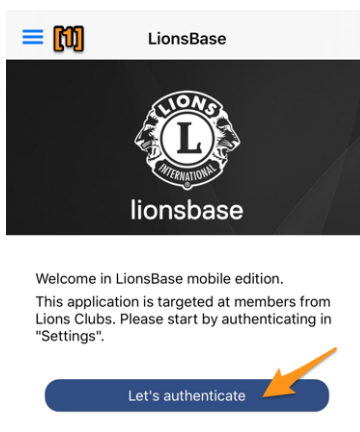 [1]
LionsBase
LIONS
L
INTERNATIONAL
lionsbase
Welcome in LionsBase mobile edition.
This application is targeted at members from
Lions Clubs. Please start by authenticating in
"Settings".
Let's authenticate